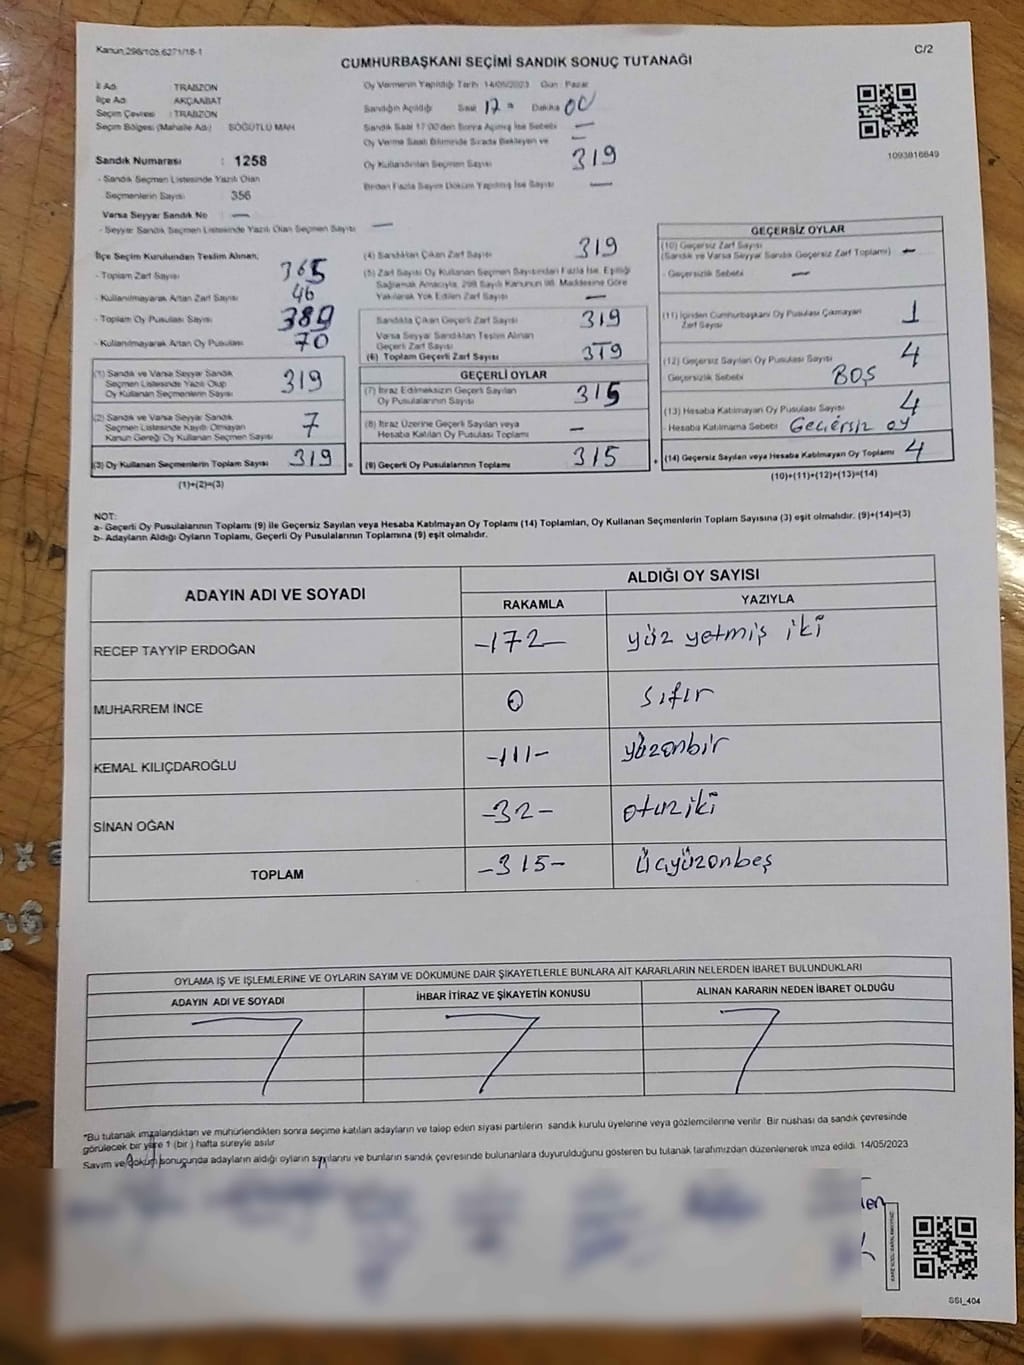 Kanun,298/105,6271/18-1
C/2
CUMHURBAŞKANI SEÇİMİ SANDIK SONUÇ TUTANAĞI
İl Adı : TRABZON
İlçe Adı : AKÇAABAT
Seçim Çevresi : TRABZON
Seçim Bölgesi (Mahalle Adı) SÖĞÜTLÜ MAH
Sandık Numarası : 1258
- Sandık Seçmen Listesinde Yazılı Olan
Seçmenlerin Sayısı 356
Varsa Seyyar Sandık No —
- Seyyar Sandık Seçmen Listesinde Yazılı Olan Seçmen Sayısı —
Oy Vermenin Yapıldığı Tarih: 14/05/2023 Gün : Pazar
Sandığın Açıldığı Saat 17 Dakika 00
Sandık Saat 17:00'den Sonra Açılmış İse Sebebi —
Oy Verme Saati Bitiminde Sırada Bekleyen ve —
Oy Kullandırılan Seçmen Sayısı 319
Birden Fazla Sayım Döküm Yapılmış İse Sayısı —
1093816649
İlçe Seçim Kurulundan Teslim Alınan;
- Toplam Zarf Sayısı 365
- Kullanılmayarak Artan Zarf Sayısı 46
- Toplam Oy Pusulası Sayısı 389
- Kullanılmayarak Artan Oy Pusulası 70
(1) Sandık ve Varsa Seyyar Sandık
Seçmen Listesinde Yazılı Olup
Oy Kullanan Seçmenlerin Sayısı 319
(2) Sandık ve Varsa Seyyar Sandık
Seçmen Listesinde Kayıtlı Olmayan
Kanun Gereği Oy Kullanan Seçmen Sayısı 7
(3) Oy Kullanan Seçmenlerin Toplam Sayısı 319 =
(1)+(2)=(3)
(4) Sandıktan Çıkan Zarf Sayısı 319
(5) Zarf Sayısı Oy Kullanan Seçmen Sayısından Fazla İse, Eşitliği
Sağlamak Amacıyla, 298 Sayılı Kanunun 98. Maddesine Göre
Yakılarak Yok Edilen Zarf Sayısı —
Sandıkta Çıkan Geçerli Zarf Sayısı 319
Varsa Seyyar Sandıktan Teslim Alınan
Geçerli Zarf Sayısı —
(6) Toplam Geçerli Zarf Sayısı 319
GEÇERLİ OYLAR
(7) İtiraz Edilmeksizin Geçerli Sayılan
Oy Pusulalarının Sayısı 315
(8) İtiraz Üzerine Geçerli Sayılan veya
Hesaba Katılan Oy Pusulaları Toplamı —
(9) Geçerli Oy Pusulalarının Toplamı 315 +
GEÇERSİZ OYLAR
(10) Geçersiz Zarf Sayısı
(Sandık ve Varsa Seyyar Sandık Geçersiz Zarf Toplamı) —
- Geçersizlik Sebebi —
(11) İçinden Cumhurbaşkanı Oy Pusulası Çıkmayan
Zarf Sayısı 1
(12) Geçersiz Sayılan Oy Pusulası Sayısı 4
Geçersizlik Sebebi BOŞ
(13) Hesaba Katılmayan Oy Pusulası Sayısı 4
- Hesaba Katılmama Sebebi Geçersiz oy
(14) Geçersiz Sayılan veya Hesaba Katılmayan Oy Toplamı 4
(10)+(11)+(12)+(13)=(14)
NOT:
a- Geçerli Oy Pusulalarının Toplamı (9) ile Geçersiz Sayılan veya Hesaba Katılmayan Oy Toplamı (14) Toplamları, Oy Kullanan Seçmenlerin Toplam Sayısına (3) eşit olmalıdır. (9)+(14)=(3)
b- Adayların Aldığı Oyların Toplamı, Geçerli Oy Pusulalarının Toplamına (9) eşit olmalıdır.
ADAYIN ADI VE SOYADI
ALDIĞI OY SAYISI
RAKAMLA YAZIYLA
RECEP TAYYİP ERDOĞAN -172- yüz yetmiş iki
MUHARREM İNCE 0 sıfır
KEMAL KILIÇDAROĞLU -111- yüzonbir
SİNAN OĞAN -32- otuziki
TOPLAM -315- üçyüzonbeş
OYLAMA İŞ VE İŞLEMLERİNE VE OYLARIN SAYIM VE DÖKÜMÜNE DAİR ŞİKAYETLERLE BUNLARA AİT KARARLARIN NELERDEN İBARET BULUNDUKLARI
ADAYIN ADI VE SOYADI İHBAR İTİRAZ VE ŞİKAYETİN KONUSU ALINAN KARARIN NEDEN İBARET OLDUĞU
*Bu tutanak imzalandıktan ve mühürlendikten sonra seçime katılan adayların ve talep eden siyasi partilerin sandık kurulu üyelerine veya gözlemcilerine verilir. Bir nüshası da sandık çevresinde
görülecek bir yere 1 (bir) hafta süreyle asılır.
Sayım ve döküm sonucunda adayların aldığı oyların sayılarını ve bunların sandık çevresinde bulunanlara duyurulduğunu gösteren bu tutanak tarafımızdan düzenlenerek imza edildi. 14/05/2023
SSI_404